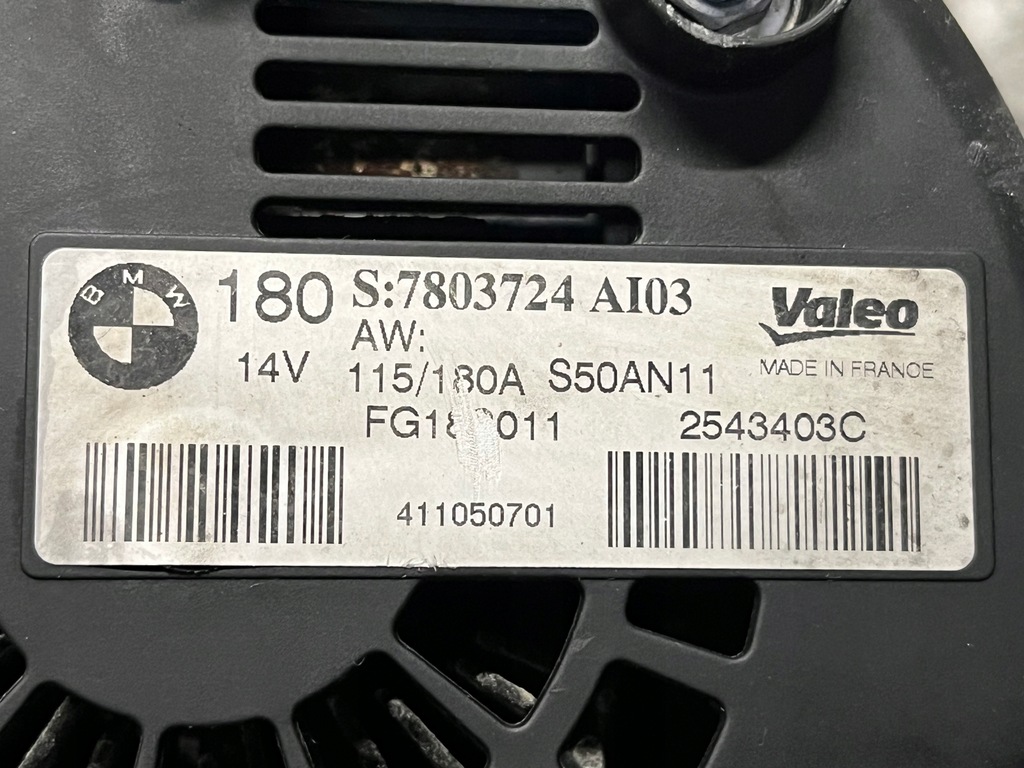 BMW
180 S:7803724 AI03 Valeo
AW:
14V 115/180A S50AN11 MADE IN FRANCE
2543403C
411050701